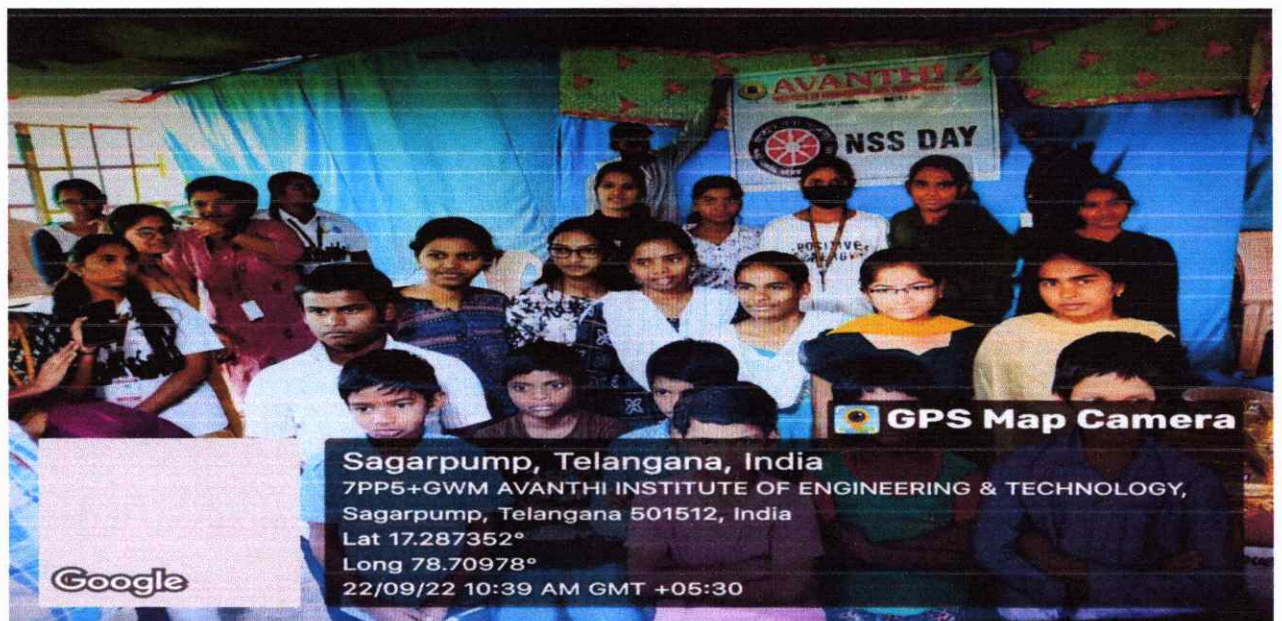 AVANTHI
NSS DAY
POSITIVE
GPS Map Camera
Sagarpump, Telangana, India
7PP5+GWM AVANTHI INSTITUTE OF ENGINEERING & TECHNOLOGY,
Sagarpump, Telangana 501512, India
Lat 17.287352°
Long 78.70978°
22/09/22 10:39 AM GMT +05:30
Google